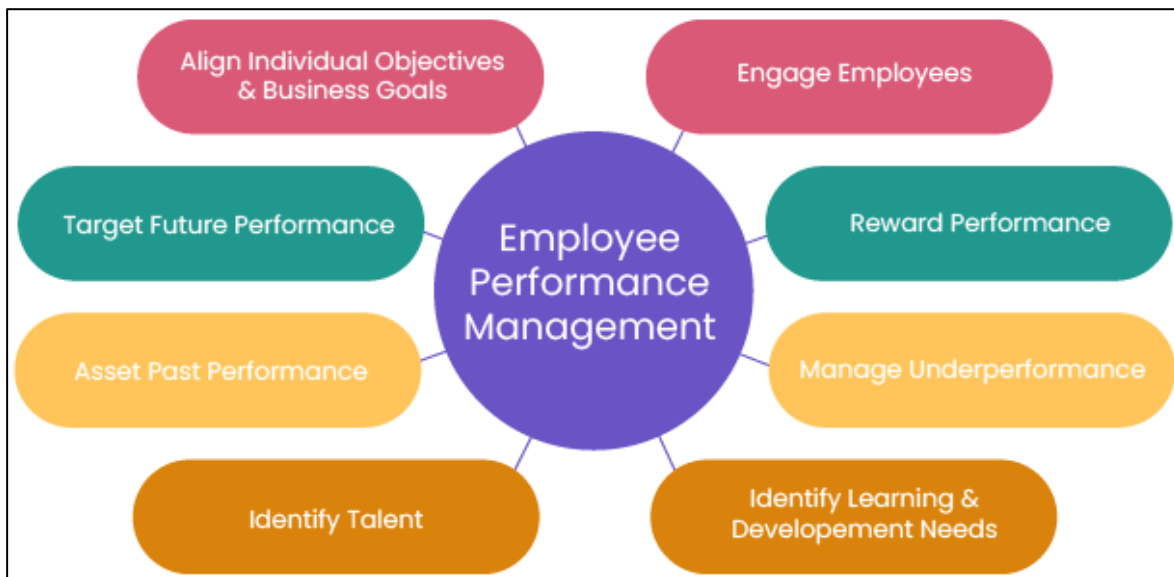 Align Individual Objectives
& Business Goals
Engage Employees
Target Future Performance
Reward Performance
Employee
Performance
Management
Asset Past Performance
Manage Underperformance
Identify Talent
Identify Learning &
Developement Needs